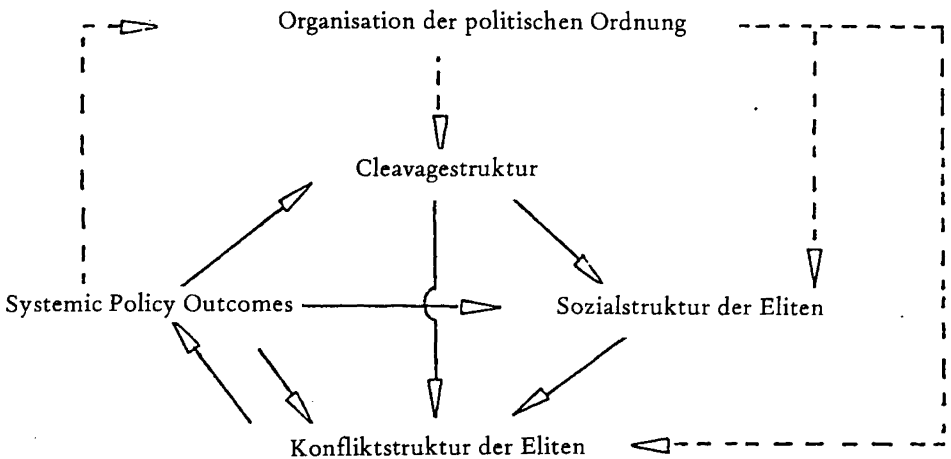 Organisation der politischen Ordnung
Cleavagestruktur
Systemic Policy Outcomes
Sozialstruktur der Eliten
Konfliktstruktur der Eliten